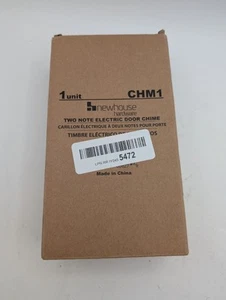 1 unit CHM1
newhouse
hardware
TWO NOTE ELECTRIC DOOR CHIME
CARILLON ÉLECTRIQUE À DEUX NOTES POUR PORTE
TIMBRE ELÉCTRICO
5472
Made in China